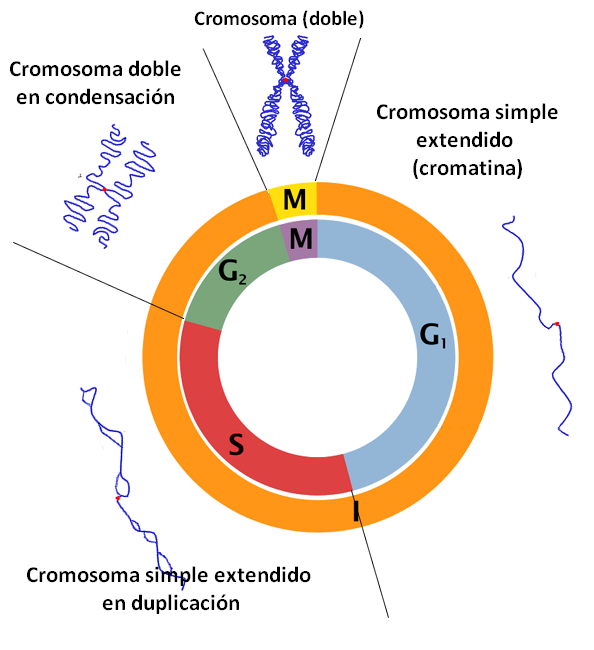 Cromosoma (doble)
Cromosoma doble
en condensación
Cromosoma simple
extendido
(cromatina)
M
M
G₂
G₁
S
I
Cromosoma simple extendido
en duplicación